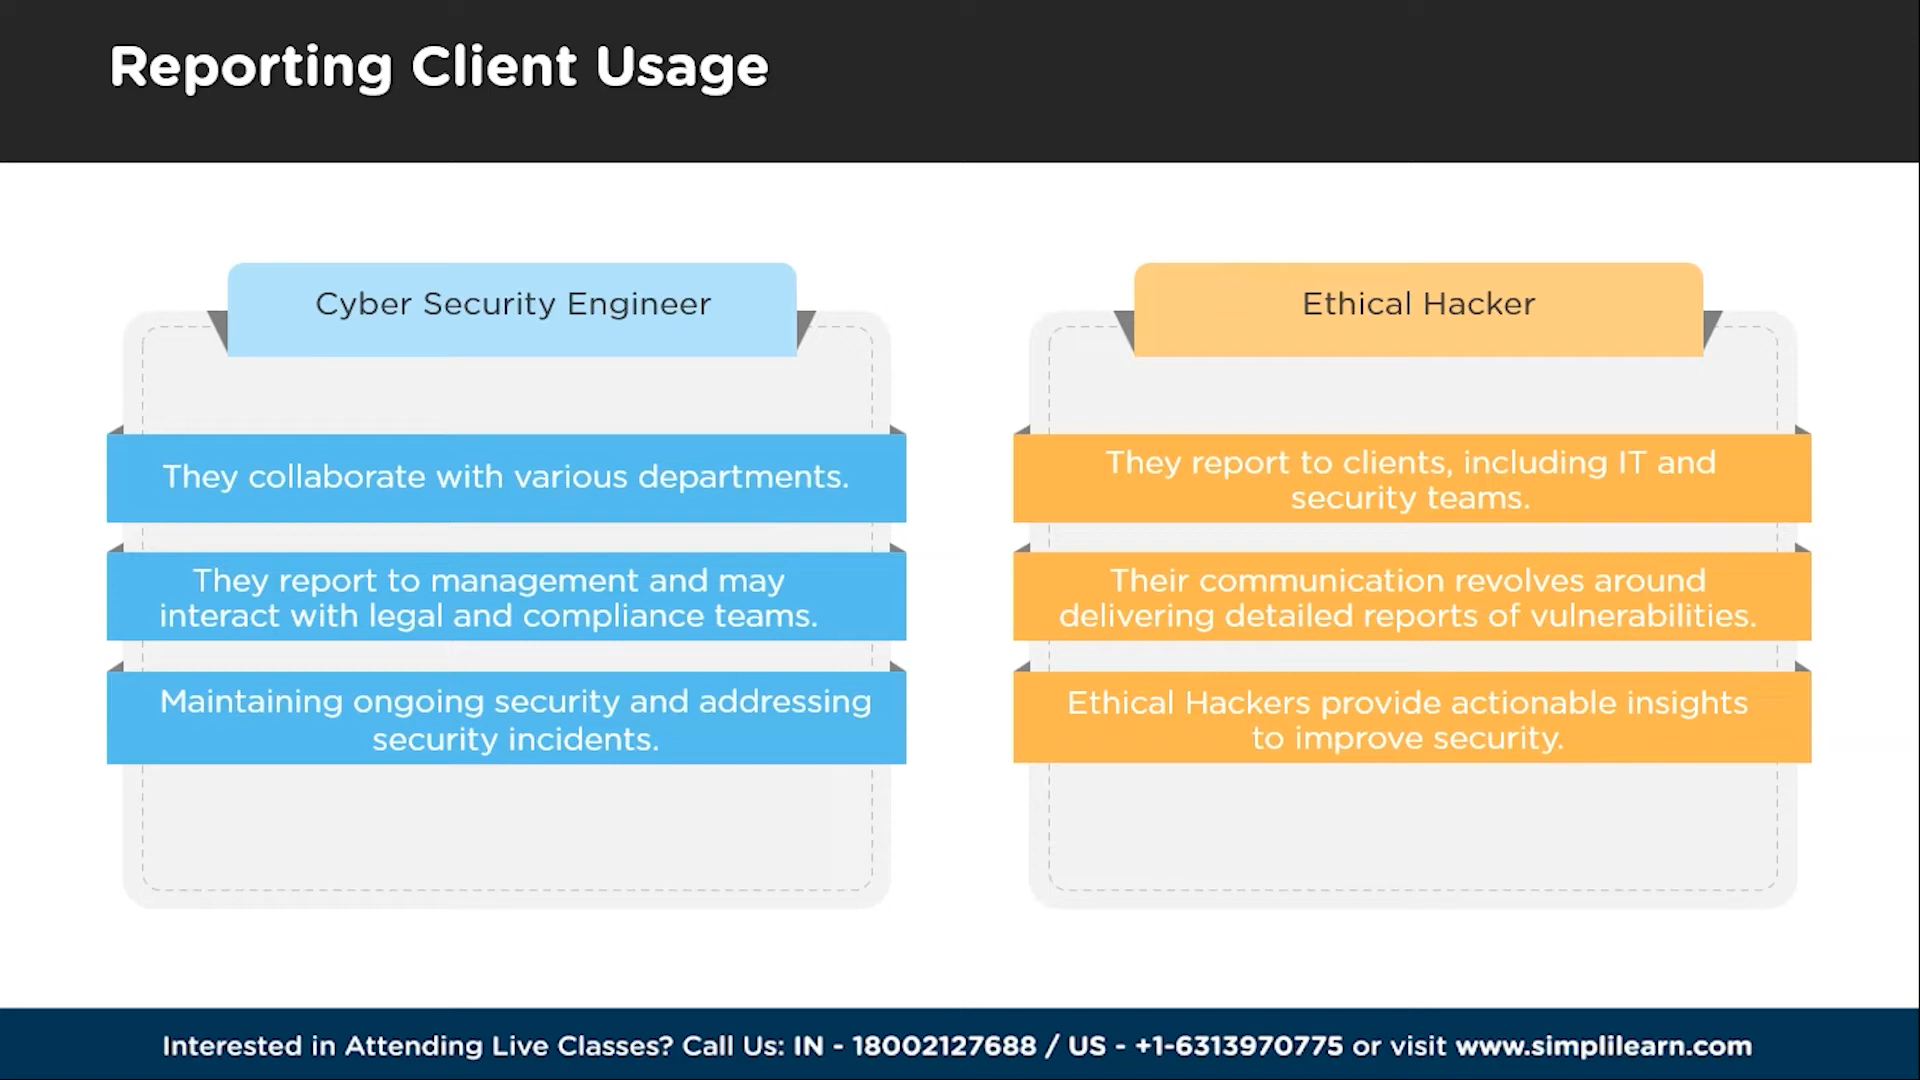 Reporting Client Usage
Cyber Security Engineer
They collaborate with various departments.
They report to management and may
interact with legal and compliance teams.
Maintaining ongoing security and addressing
security incidents.
Ethical Hacker
They report to clients, including IT and
security teams.
Their communication revolves around
delivering detailed reports of vulnerabilities.
Ethical Hackers provide actionable insights
to improve security.
Interested in Attending Live Classes? Call Us: IN - 18002127688 / US - +1-6313970775 or visit www.simplilearn.com